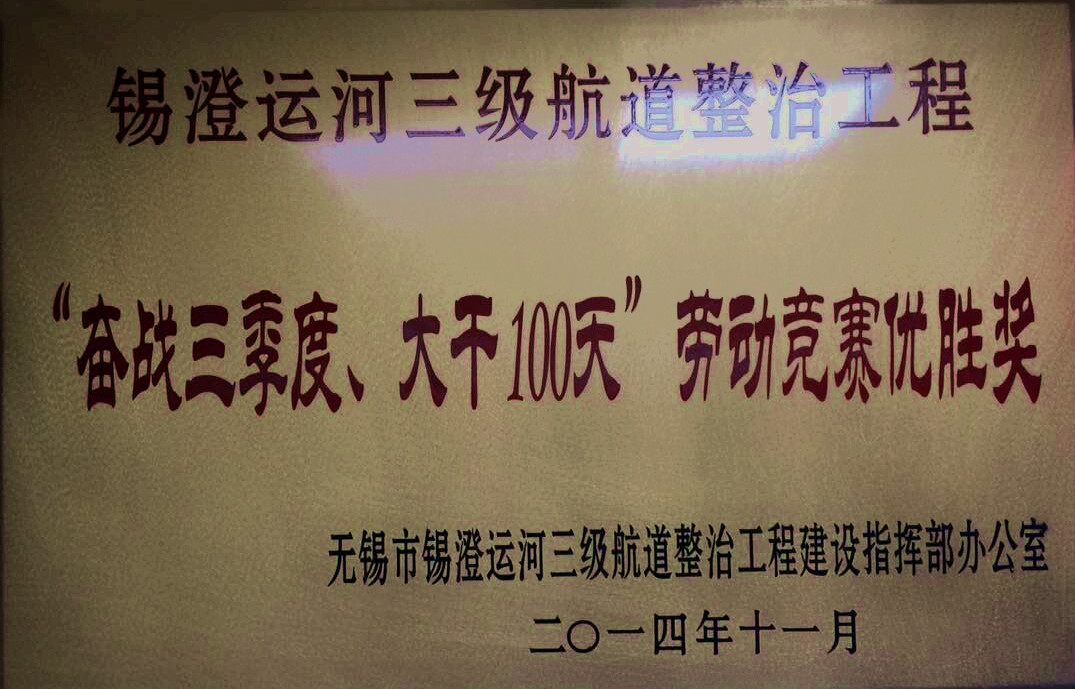 锡澄运河三级航道整治工程
“奋战三季度、大干100天”劳动竞赛优胜奖
无锡市锡澄运河三级航道整治工程建设指挥部办公室
二〇一四年十一月